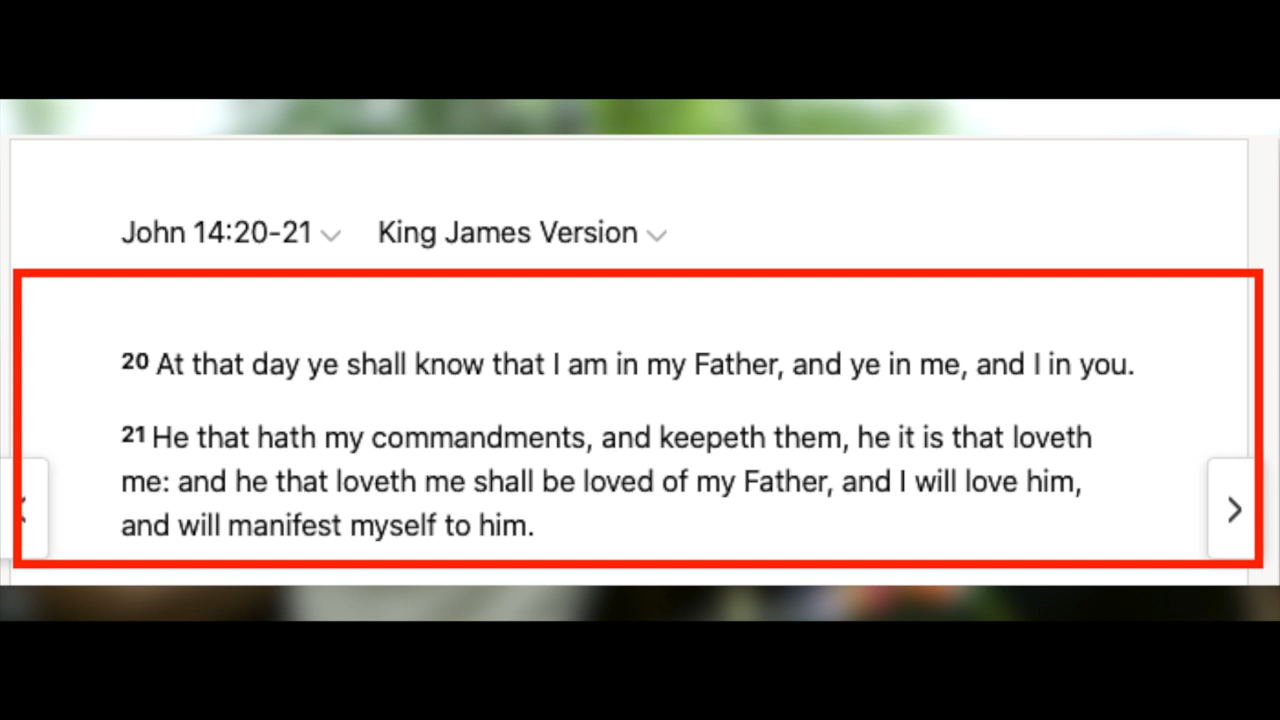 John 14:20-21 King James Version
20 At that day ye shall know that I am in my Father, and ye in me, and I in you.
21 He that hath my commandments, and keepeth them, he it is that loveth
me: and he that loveth me shall be loved of my Father, and I will love him,
and will manifest myself to him.